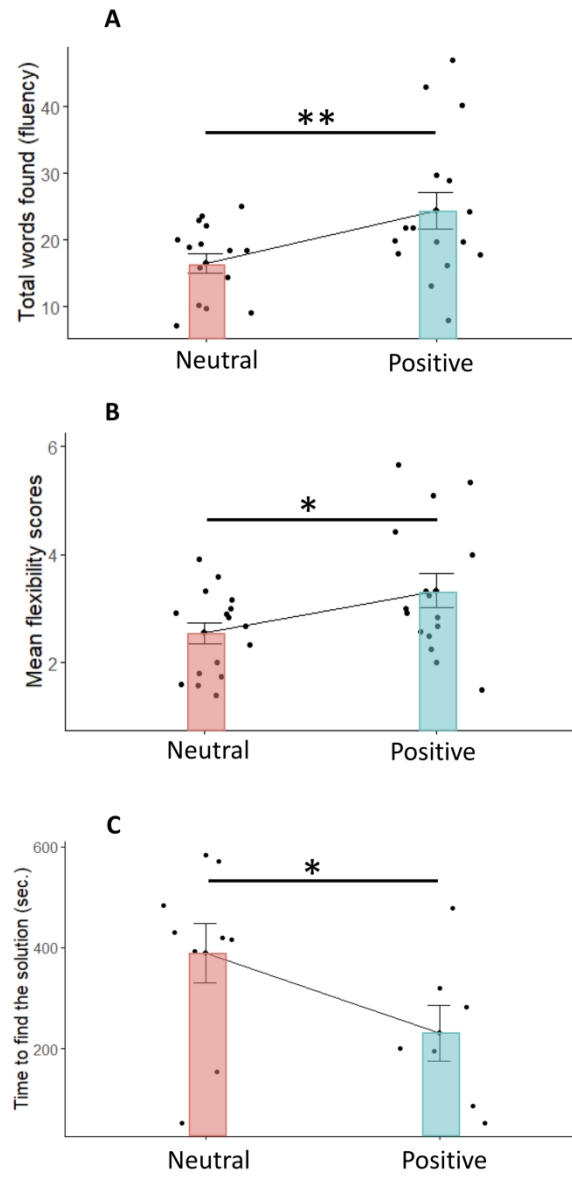 A
Total words found (fluency)
40
30
20
10
**
Neutral
Positive
B
Mean flexibility scores
6
4
2
*
Neutral
Positive
C
Time to find the solution (sec.)
600
400
200
*
Neutral
Positive